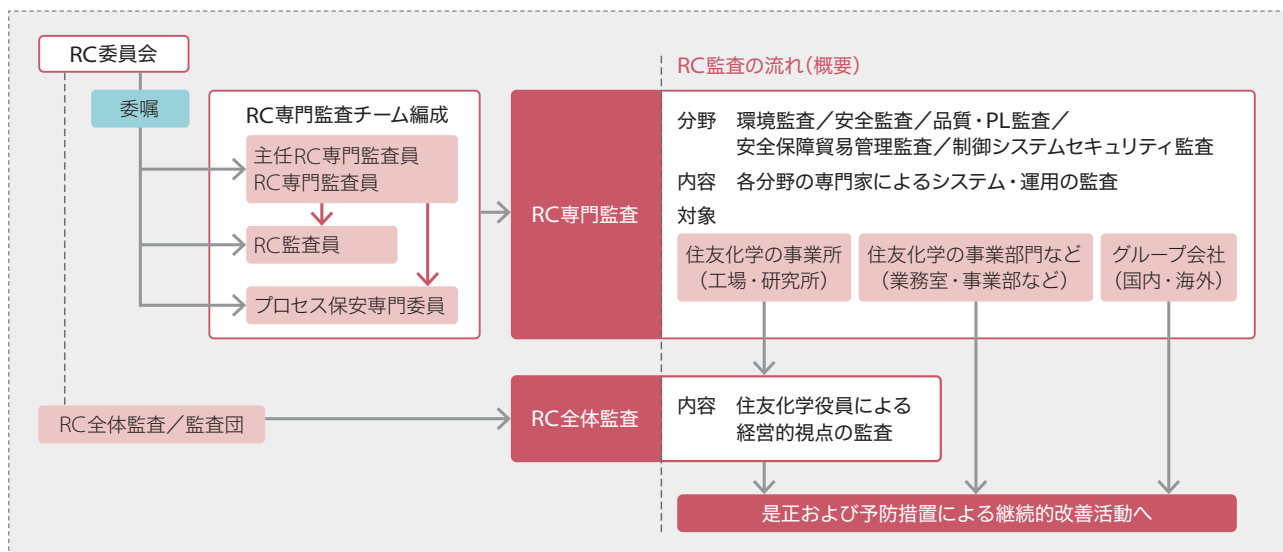 RC委員会
委嘱
RC専門監査チーム編成
主任RC専門監査員
RC専門監査員
RC監査員
プロセス保安専門委員
RC全体監査／監査団
RC監査の流れ（概要）
RC専門監査
分野 環境監査／安全監査／品質・PL監査／
安全保障貿易管理監査／制御システムセキュリティ監査
内容 各分野の専門家によるシステム・運用の監査
対象
住友化学の事業所
（工場・研究所）
住友化学の事業部門など
（業務室・事業部など）
グループ会社
（国内・海外）
RC全体監査
内容 住友化学役員による
経営的視点の監査
是正および予防措置による継続的改善活動へ